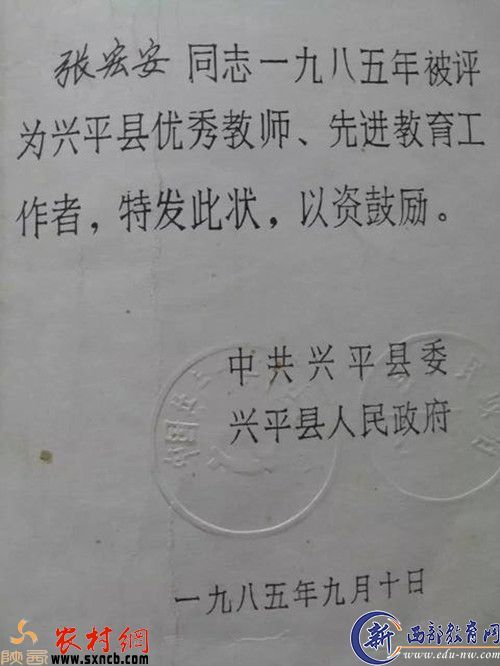 张宏安 同志一九八五年被评
为兴平县优秀教师、先进教育工
作者，特发此状，以资鼓励。
中共兴平县委
兴平县人民政府
一九八五年九月十日
陕西 农村網
www.sxncb.com
新 西部教育网
www.edu-nw.com